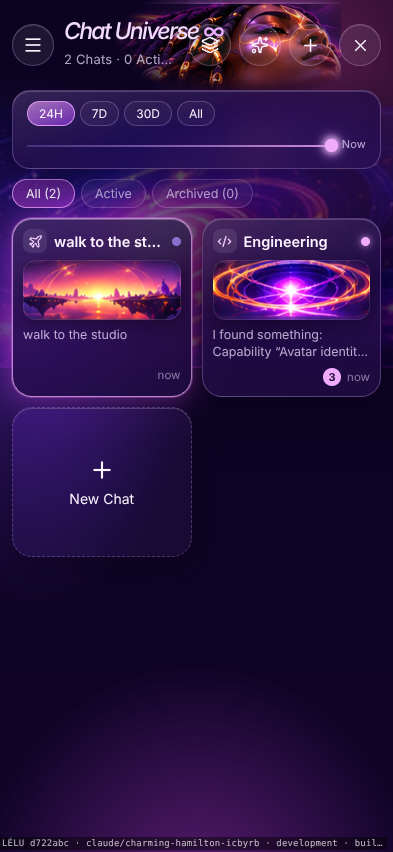 Chat Universe ∞
2 Chats · 0 Acti...
24H 7D 30D All
Now
All (2) Active Archived (0)
walk to the st...
walk to the studio
now
Engineering
I found something:
Capability “Avatar identit...
3 now
New Chat
LÉLU d722abc · claude/charming-hamilton-icbyrb · development · buil…